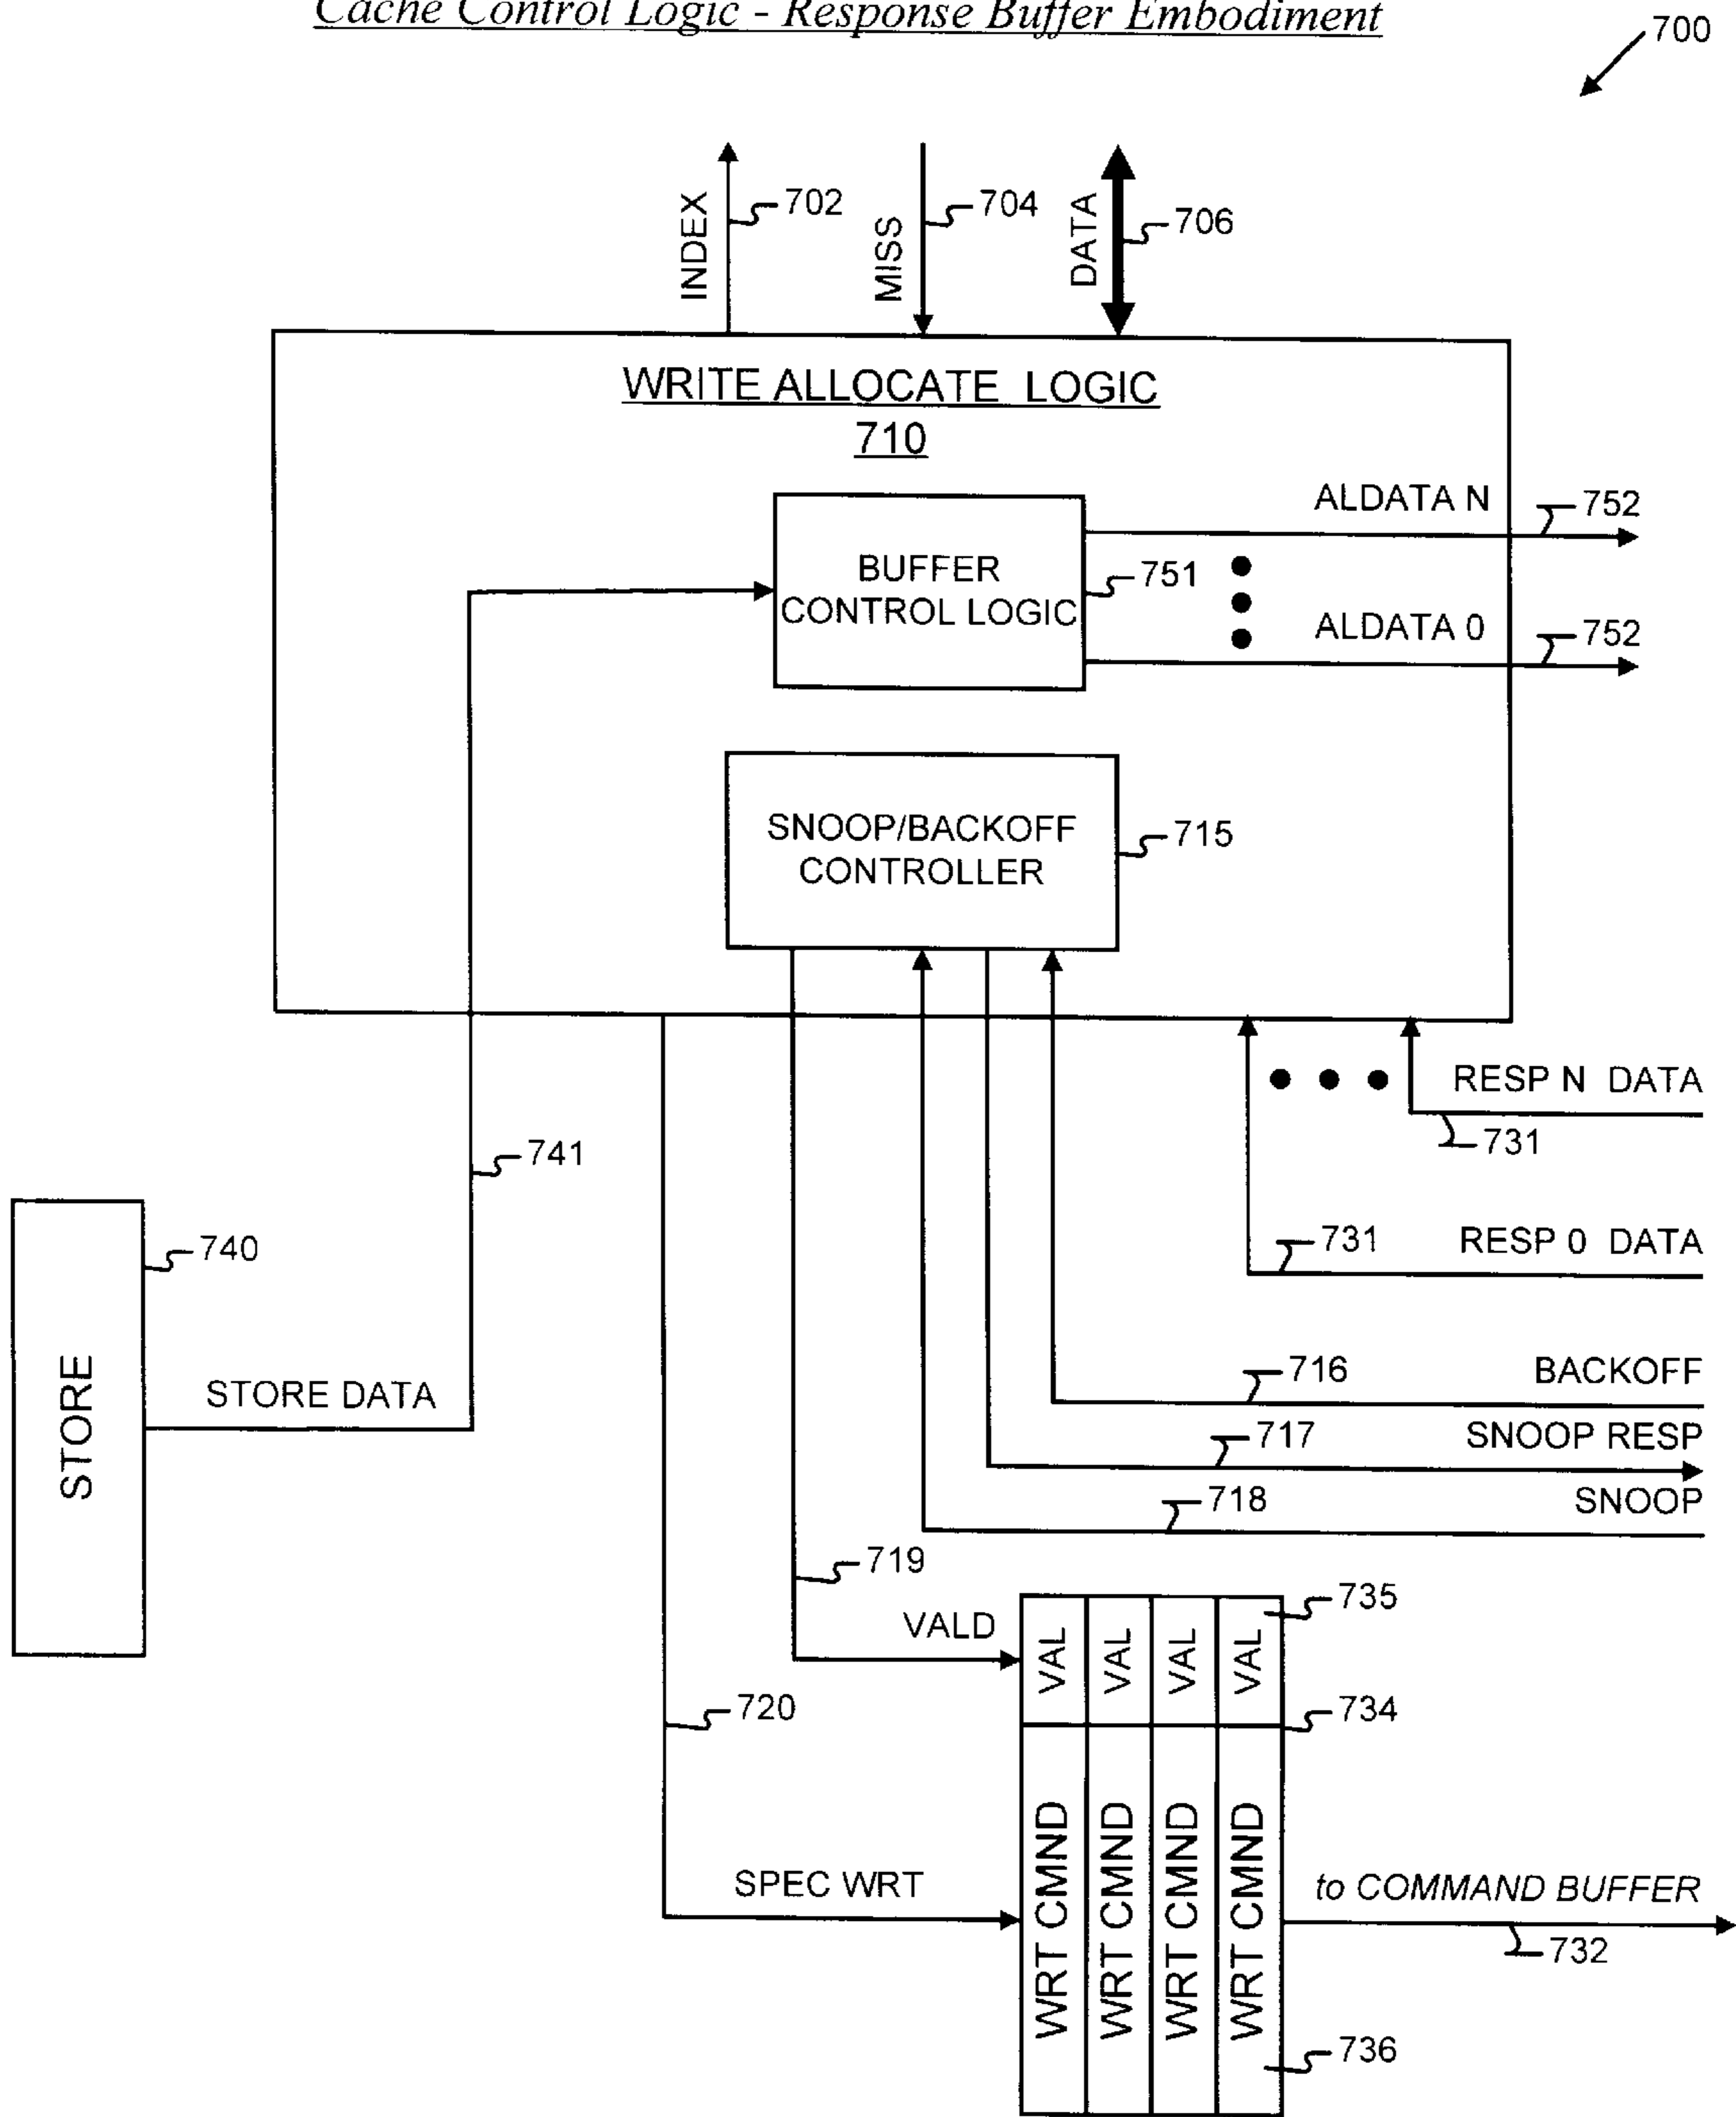 Cache Control Logic - Response Buffer Embodiment
700
INDEX
702
MISS
704
DATA
706
WRITE ALLOCATE LOGIC
710
BUFFER
CONTROL LOGIC
751
ALDATA N
752
ALDATA 0
752
SNOOP/BACKOFF
CONTROLLER
715
RESP N DATA
731
741
740
STORE
STORE DATA
731
RESP 0 DATA
716
BACKOFF
717
SNOOP RESP
718
SNOOP
719
VALD
735
VAL
VAL
VAL
VAL
720
734
SPEC WRT
WRT CMND
WRT CMND
WRT CMND
WRT CMND
to COMMAND BUFFER
732
736